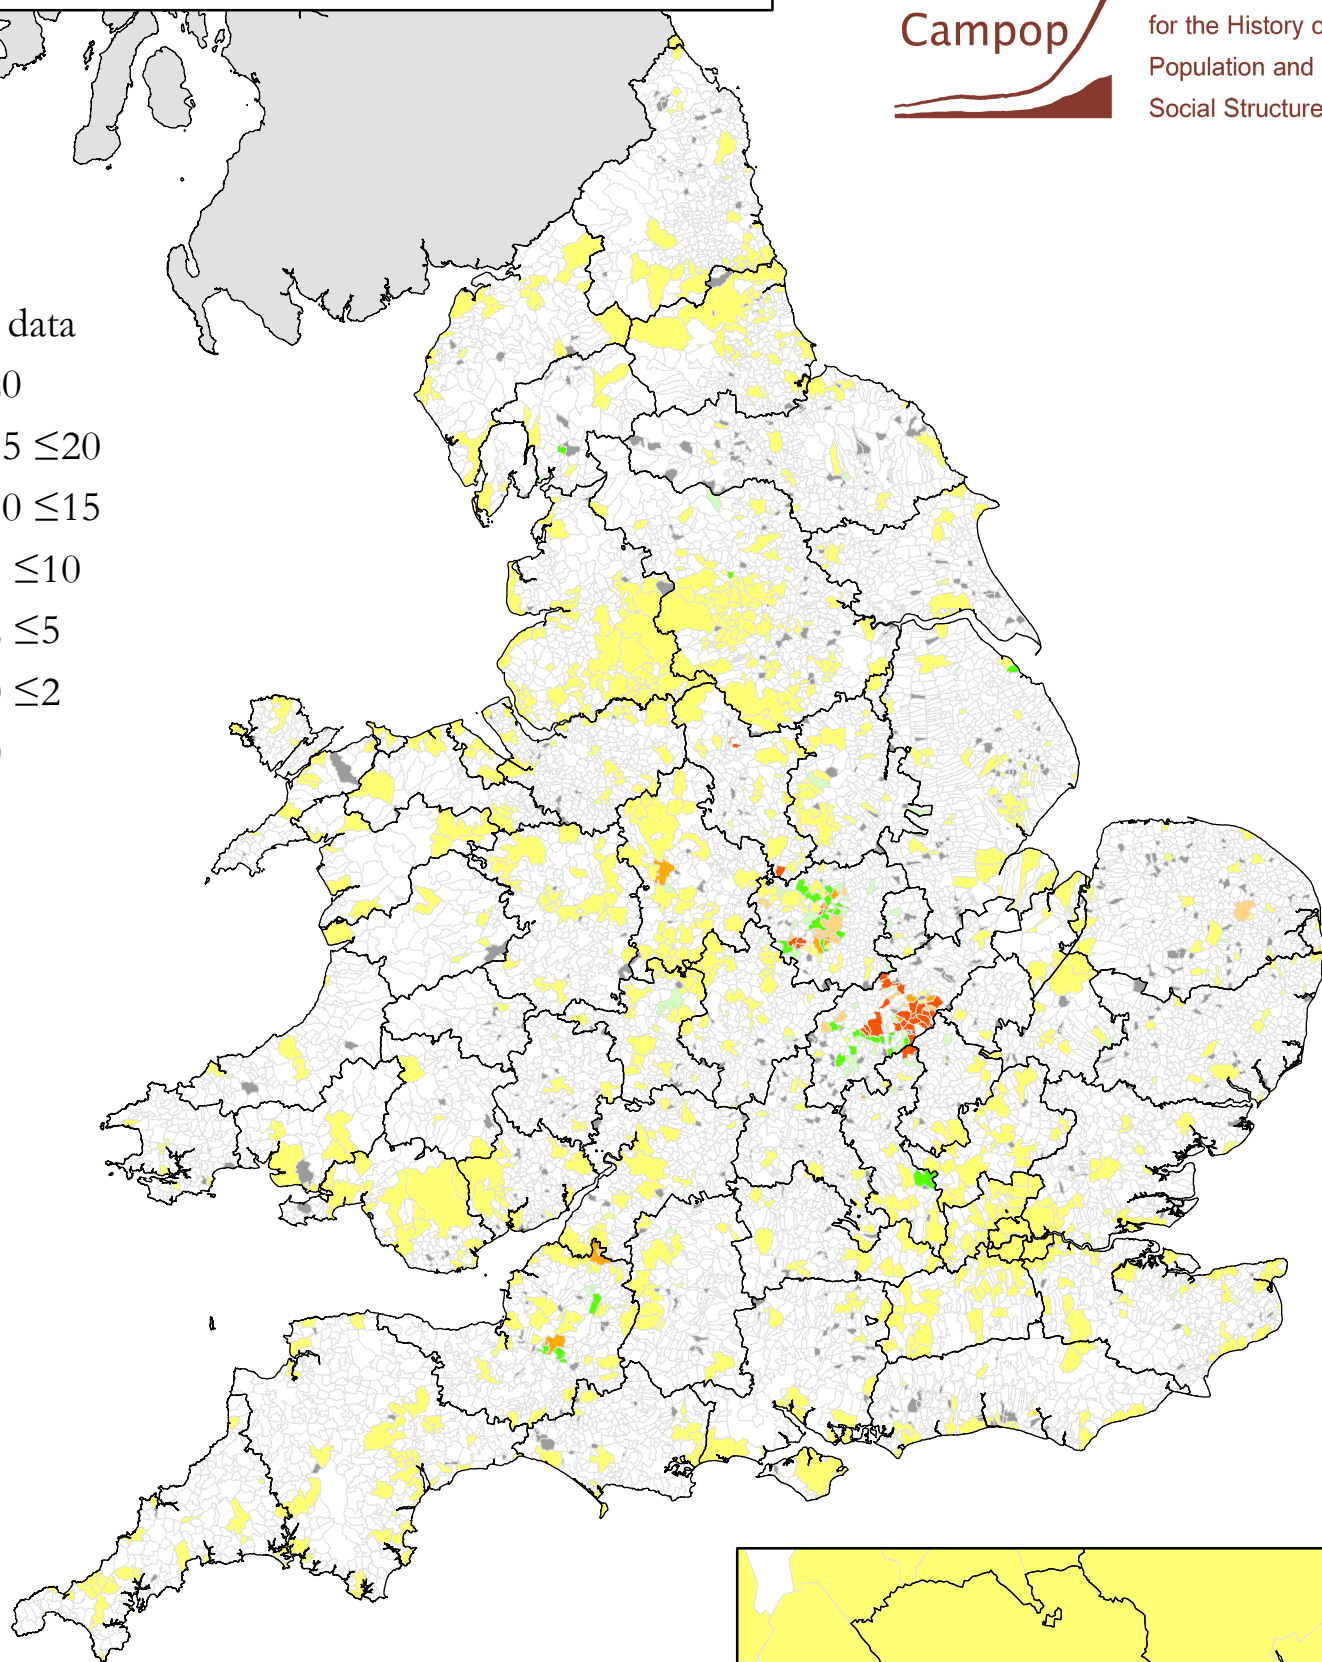 Campop
for the History o
Population and
Social Structure
data
0
5 ≤20
0 ≤15
≤10
≤5
≤2